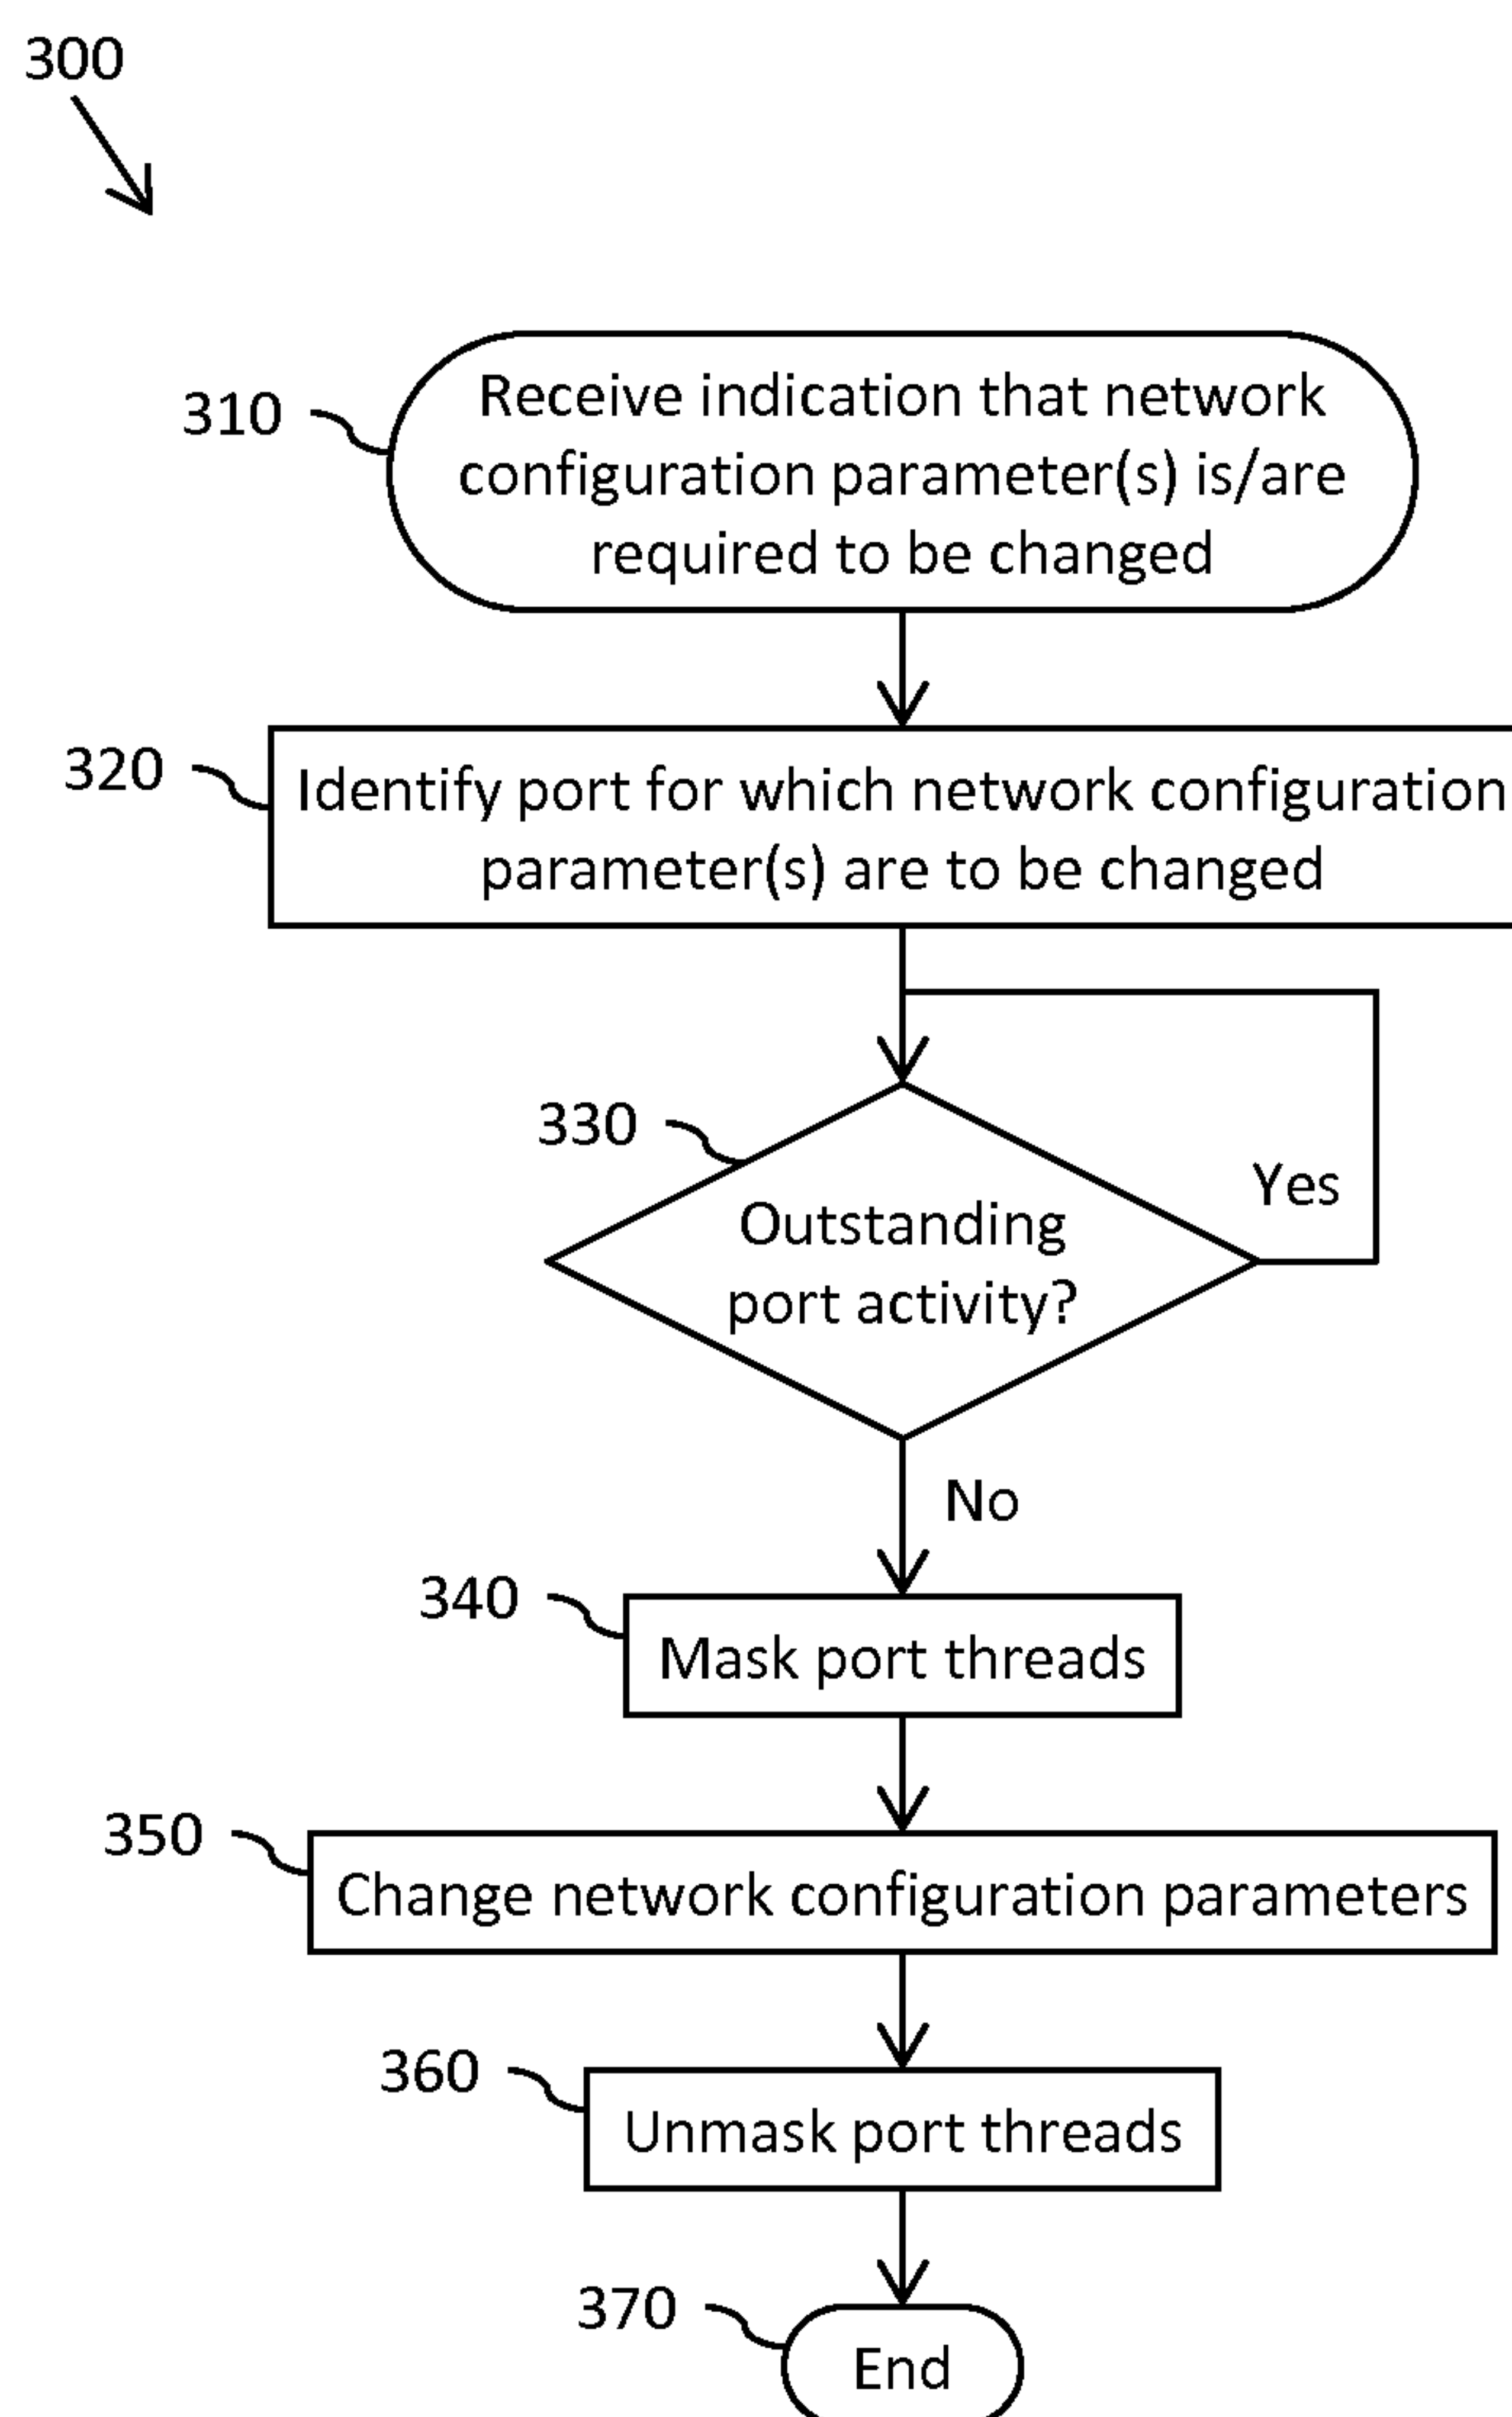 300
310
Receive indication that network
configuration parameter(s) is/are
required to be changed
320
Identify port for which network configuration
parameter(s) are to be changed
330
Outstanding
port activity?
Yes
No
340
Mask port threads
350
Change network configuration parameters
360
Unmask port threads
370
End